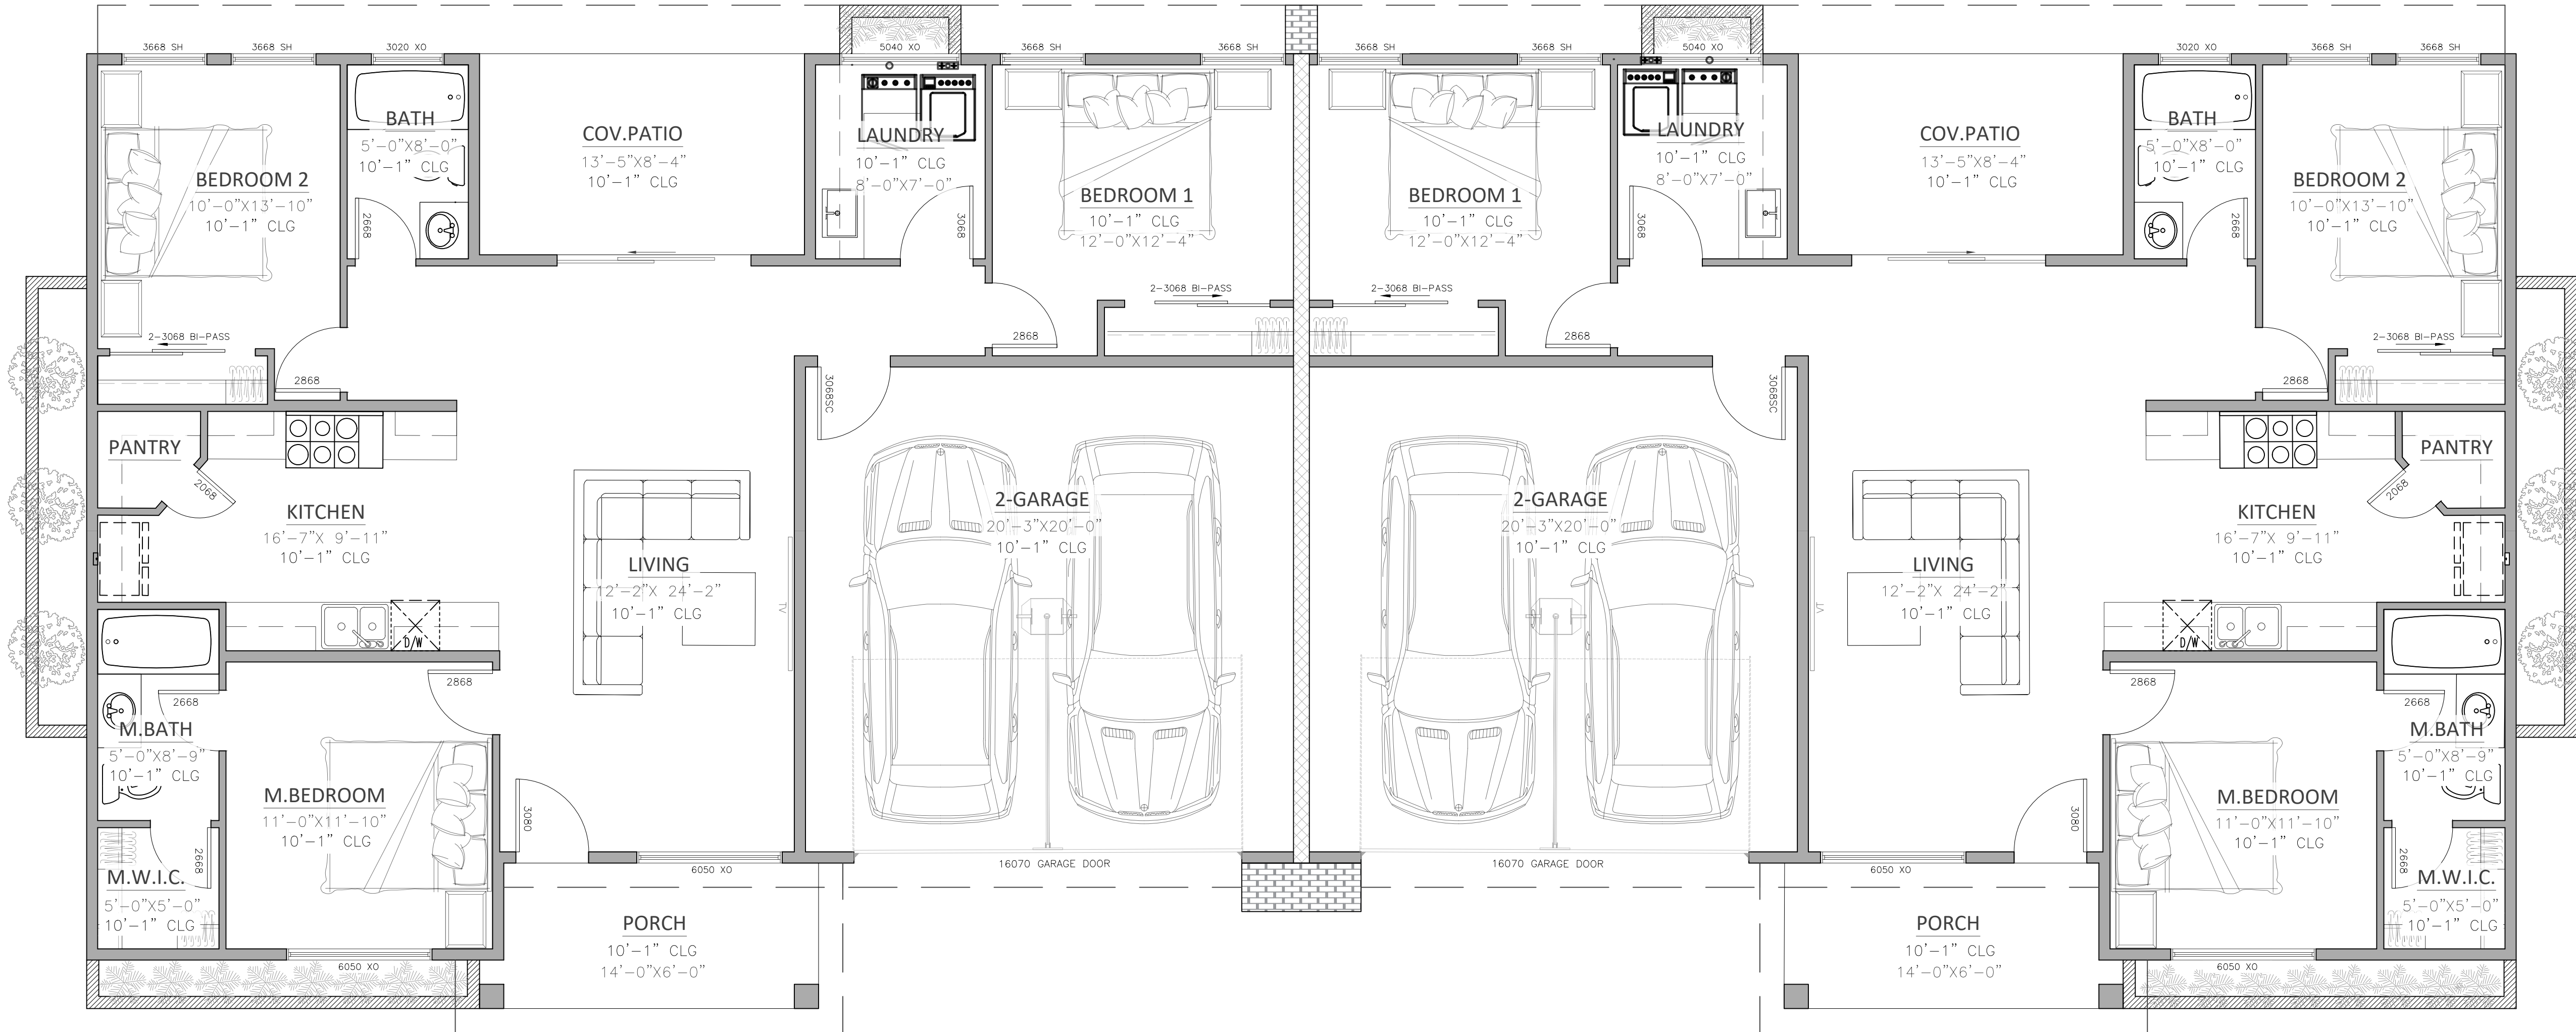 3668 SH
3668 SH
3020 XO
5040 XO
3668 SH
3668 SH
3668 SH
3668 SH
5040 XO
3020 XO
3668 SH
3668 SH
BEDROOM 2
10'-0"X13'-10"
10'-1" CLG
2-3068 BI-PASS
2868
BATH
5'-0"X8'-0"
10'-1" CLG
2668
COV.PATIO
13'-5"X8'-4"
10'-1" CLG
LAUNDRY
10'-1" CLG
8'-0"X7'-0"
3068
BEDROOM 1
10'-1" CLG
12'-0"X12'-4"
2-3068 BI-PASS
2868
BEDROOM 1
10'-1" CLG
12'-0"X12'-4"
2-3068 BI-PASS
2868
LAUNDRY
10'-1" CLG
8'-0"X7'-0"
3068
COV.PATIO
13'-5"X8'-4"
10'-1" CLG
BATH
5'-0"X8'-0"
10'-1" CLG
2668
BEDROOM 2
10'-0"X13'-10"
10'-1" CLG
2-3068 BI-PASS
2868
PANTRY
2068
KITCHEN
16'-7"X 9'-11"
10'-1" CLG
D/W
LIVING
12'-2"X 24'-2"
10'-1" CLG
TV
3068SC
2-GARAGE
20'-3"X20'-0"
10'-1" CLG
3068SC
2-GARAGE
20'-3"X20'-0"
10'-1" CLG
TV
LIVING
12'-2"X 24'-2"
10'-1" CLG
KITCHEN
16'-7"X 9'-11"
10'-1" CLG
D/W
PANTRY
2068
2668
M.BATH
5'-0"X8'-9"
10'-1" CLG
2868
M.BEDROOM
11'-0"X11'-10"
10'-1" CLG
2668
M.W.I.C.
5'-0"X5'-0"
10'-1" CLG
6050 XO
3080
6050 XO
PORCH
10'-1" CLG
14'-0"X6'-0"
16070 GARAGE DOOR
16070 GARAGE DOOR
6050 XO
3080
PORCH
10'-1" CLG
14'-0"X6'-0"
2868
M.BEDROOM
11'-0"X11'-10"
10'-1" CLG
2668
M.BATH
5'-0"X8'-9"
10'-1" CLG
2668
M.W.I.C.
5'-0"X5'-0"
10'-1" CLG
6050 XO